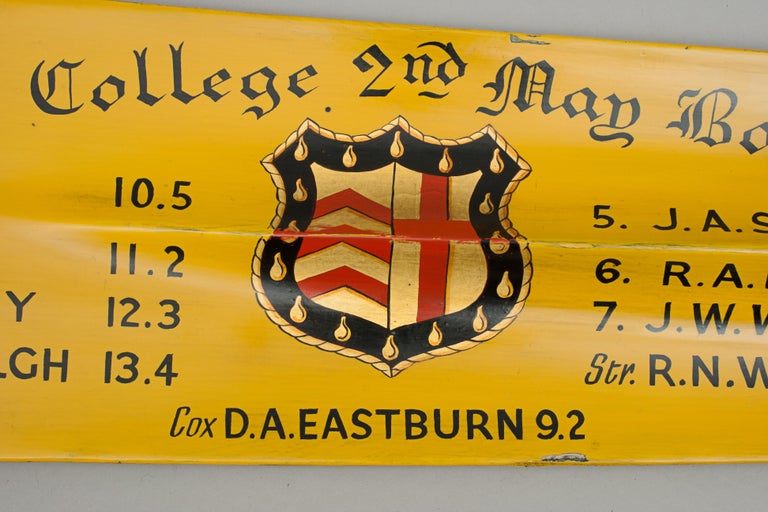 College. 2nd May Bo
10.5 5. J.A.S
11.2 6. R.A.
Y 12.3 7. J.W.W
LGH 13.4 Str. R.N.W
Cox D.A.EASTBURN 9.2